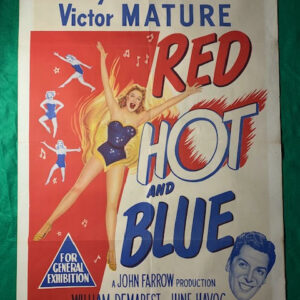 Victor MATURE
RED
HOT
AND
BLUE
FOR
GENERAL
EXHIBITION
A JOHN FARROW PRODUCTION
WILLIAM DEMAREST JUNE HAVOC